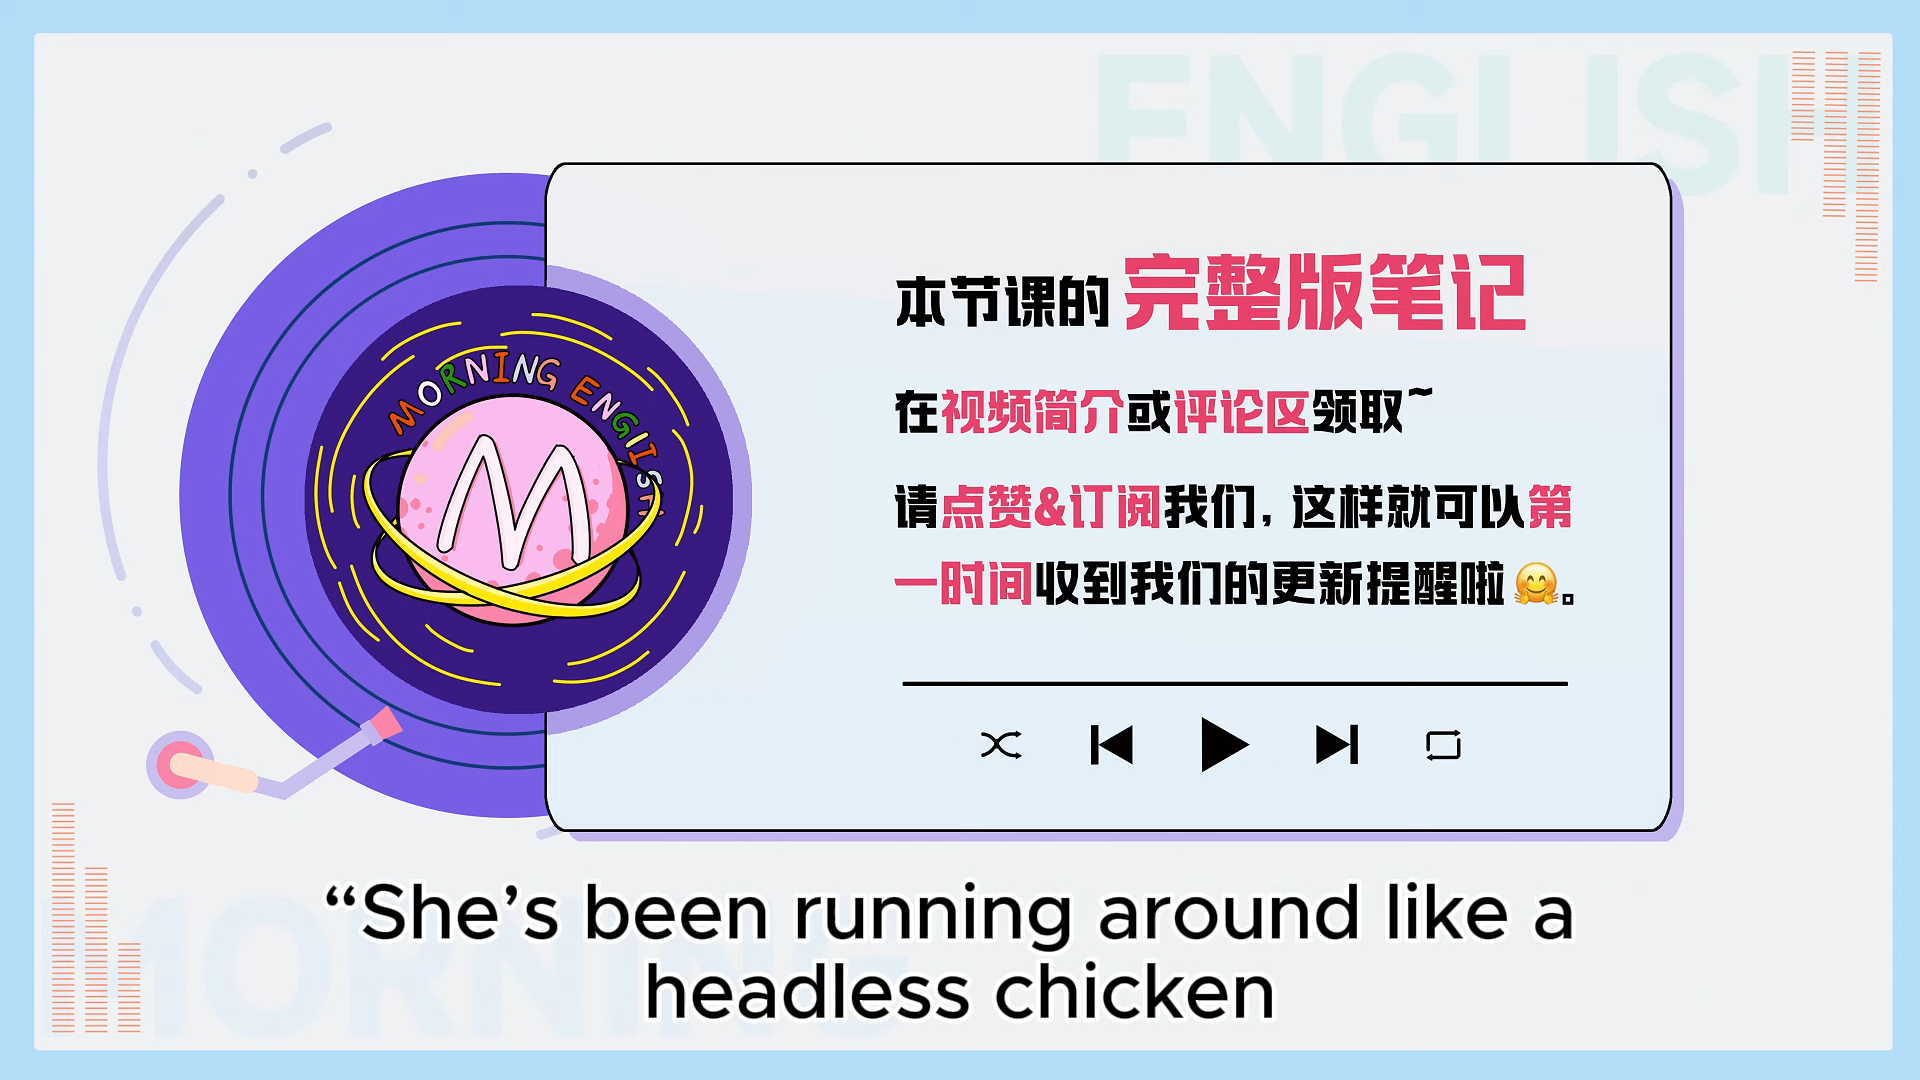 ENGLISH
MORNING ENGLISH
M
本节课的完整版笔记
在视频简介或评论区领取~
请点赞&订阅我们, 这样就可以第
一时间收到我们的更新提醒啦🤗。
MORNING
“She’s been running around like a
headless chicken